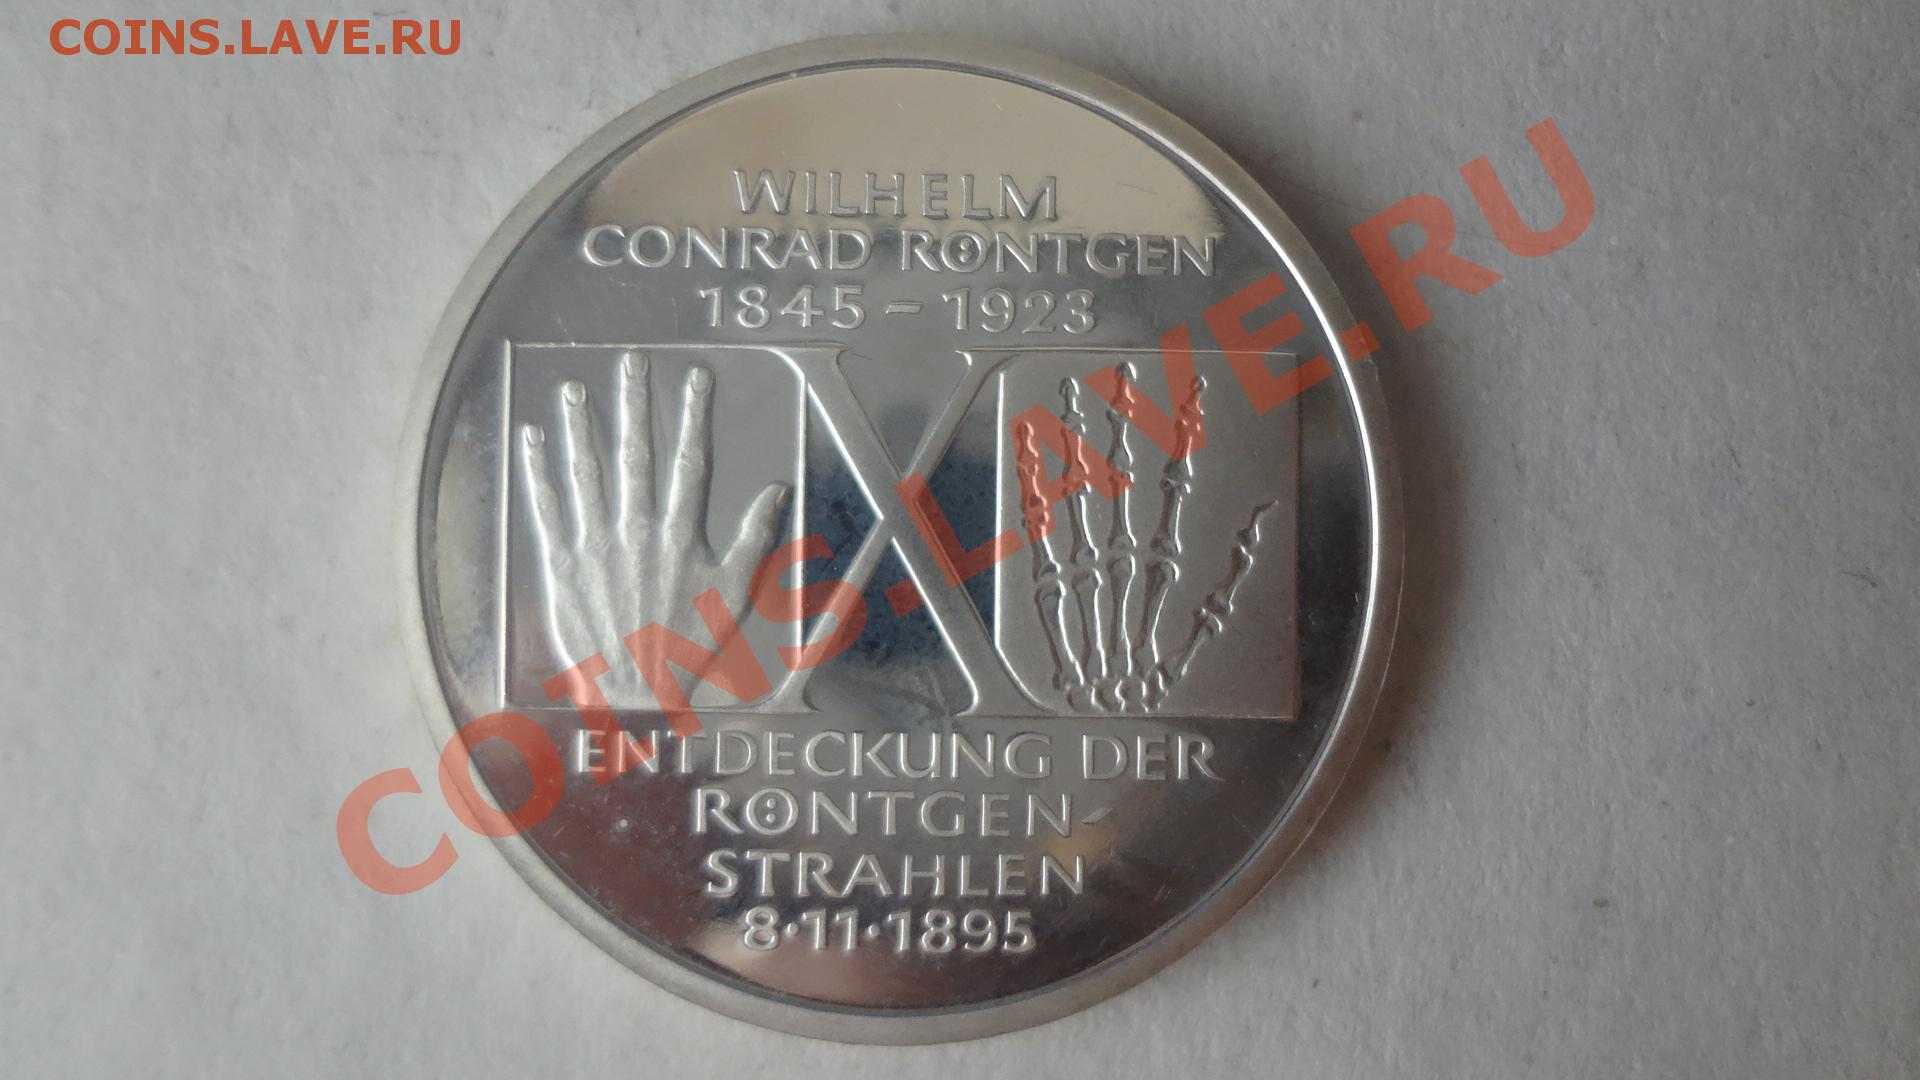 COINS.LAVE.RU
WILHELM
CONRAD RÖNTGEN
1845 – 1923
X
ENTDECKUNG DER
RÖNTGEN-
STRAHLEN
8·11·1895
COINS.LAVE.RU